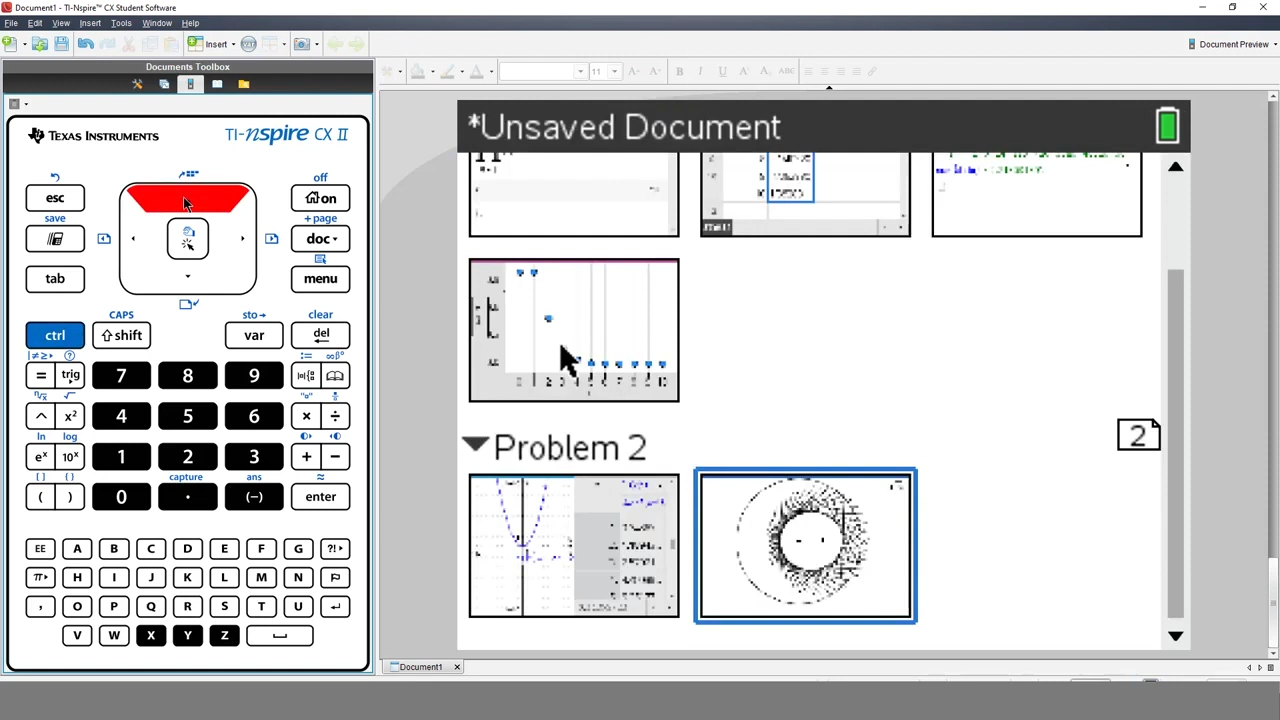 Document1 - TI-Nspire™ CX Student Software
File Edit View Insert Tools Window Help
Insert
Document Preview
Documents Toolbox
11
TEXAS INSTRUMENTS TI-nspire CX II
off
esc
on
save
+ page
doc
tab
menu
CAPS
sto→
clear
ctrl
shift
var
del
:= ∞β°
= trig 7 8 9
^ x² 4 5 6 × ÷
ln log
eˣ 10ˣ 1 2 3 + −
[ ] { } capture ans ≈
( ) 0 . (−) enter
EE A B C D E F G ?!
π H I J K L M N
, O P Q R S T U
V W X Y Z
*Unsaved Document
Problem 2
2
Document1